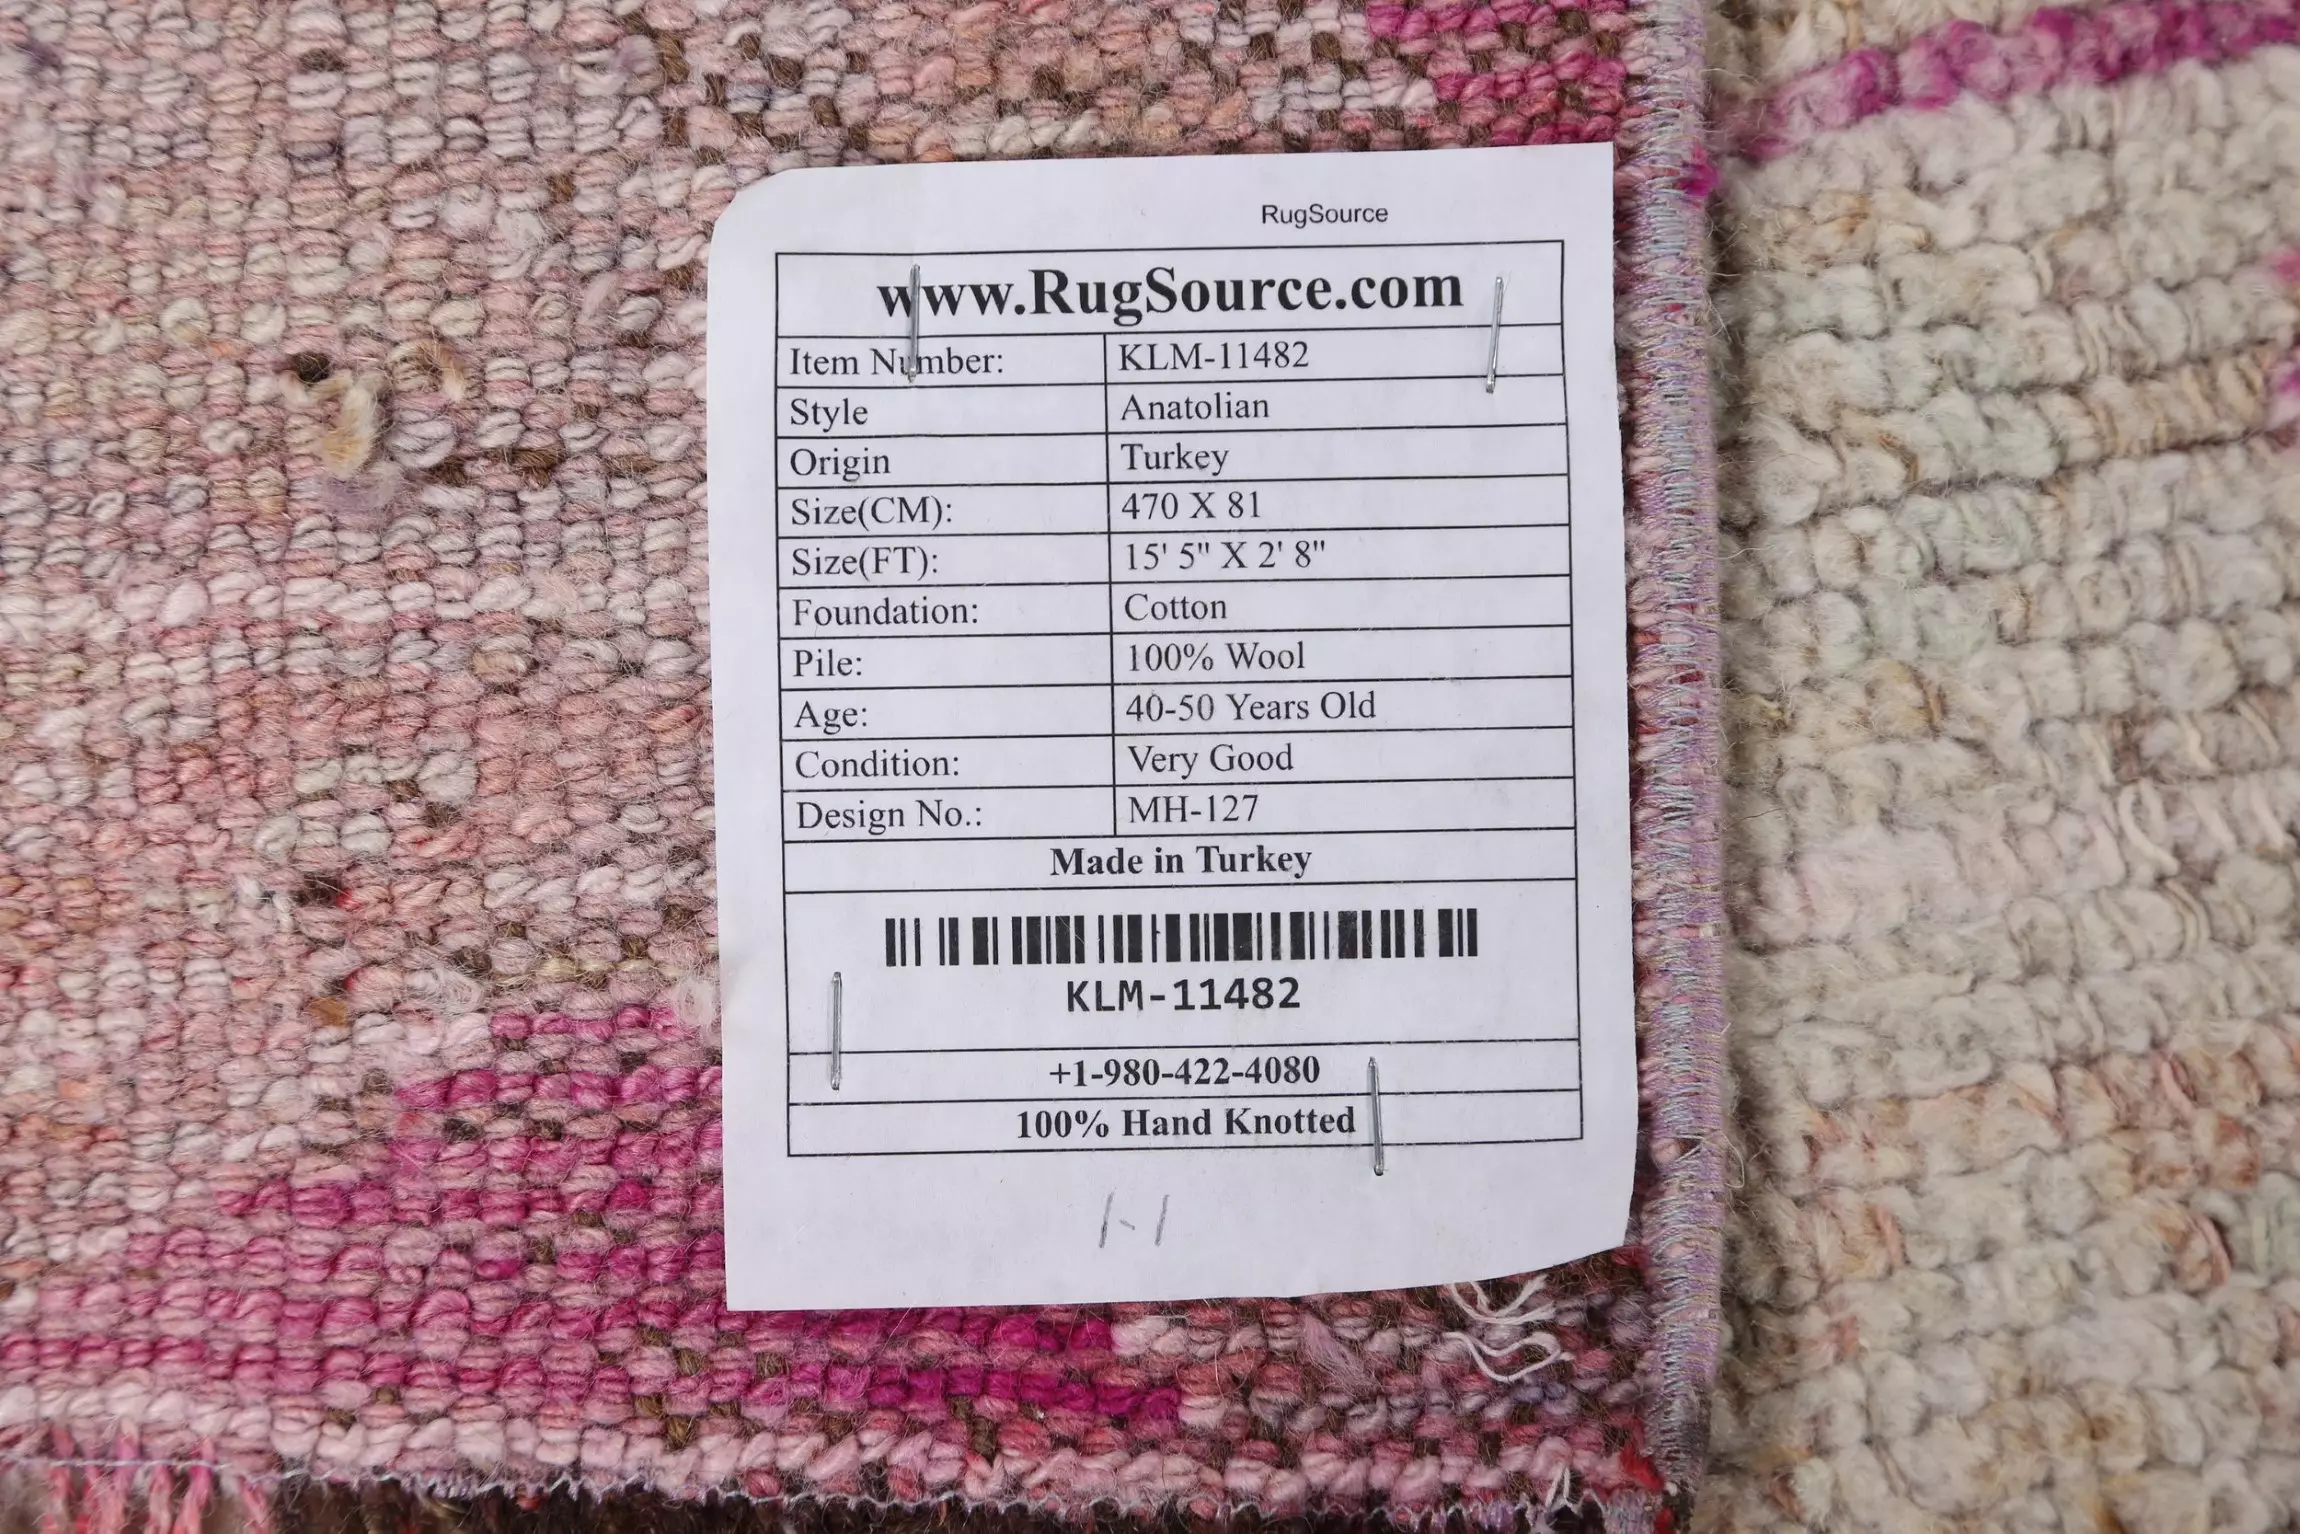 RugSource
www.RugSource.com
Item Number: KLM-11482
Style Anatolian
Origin Turkey
Size(CM): 470 X 81
Size(FT): 15' 5" X 2' 8"
Foundation: Cotton
Pile: 100% Wool
Age: 40-50 Years Old
Condition: Very Good
Design No.: MH-127
Made in Turkey
KLM-11482
+1-980-422-4080
100% Hand Knotted
1-1